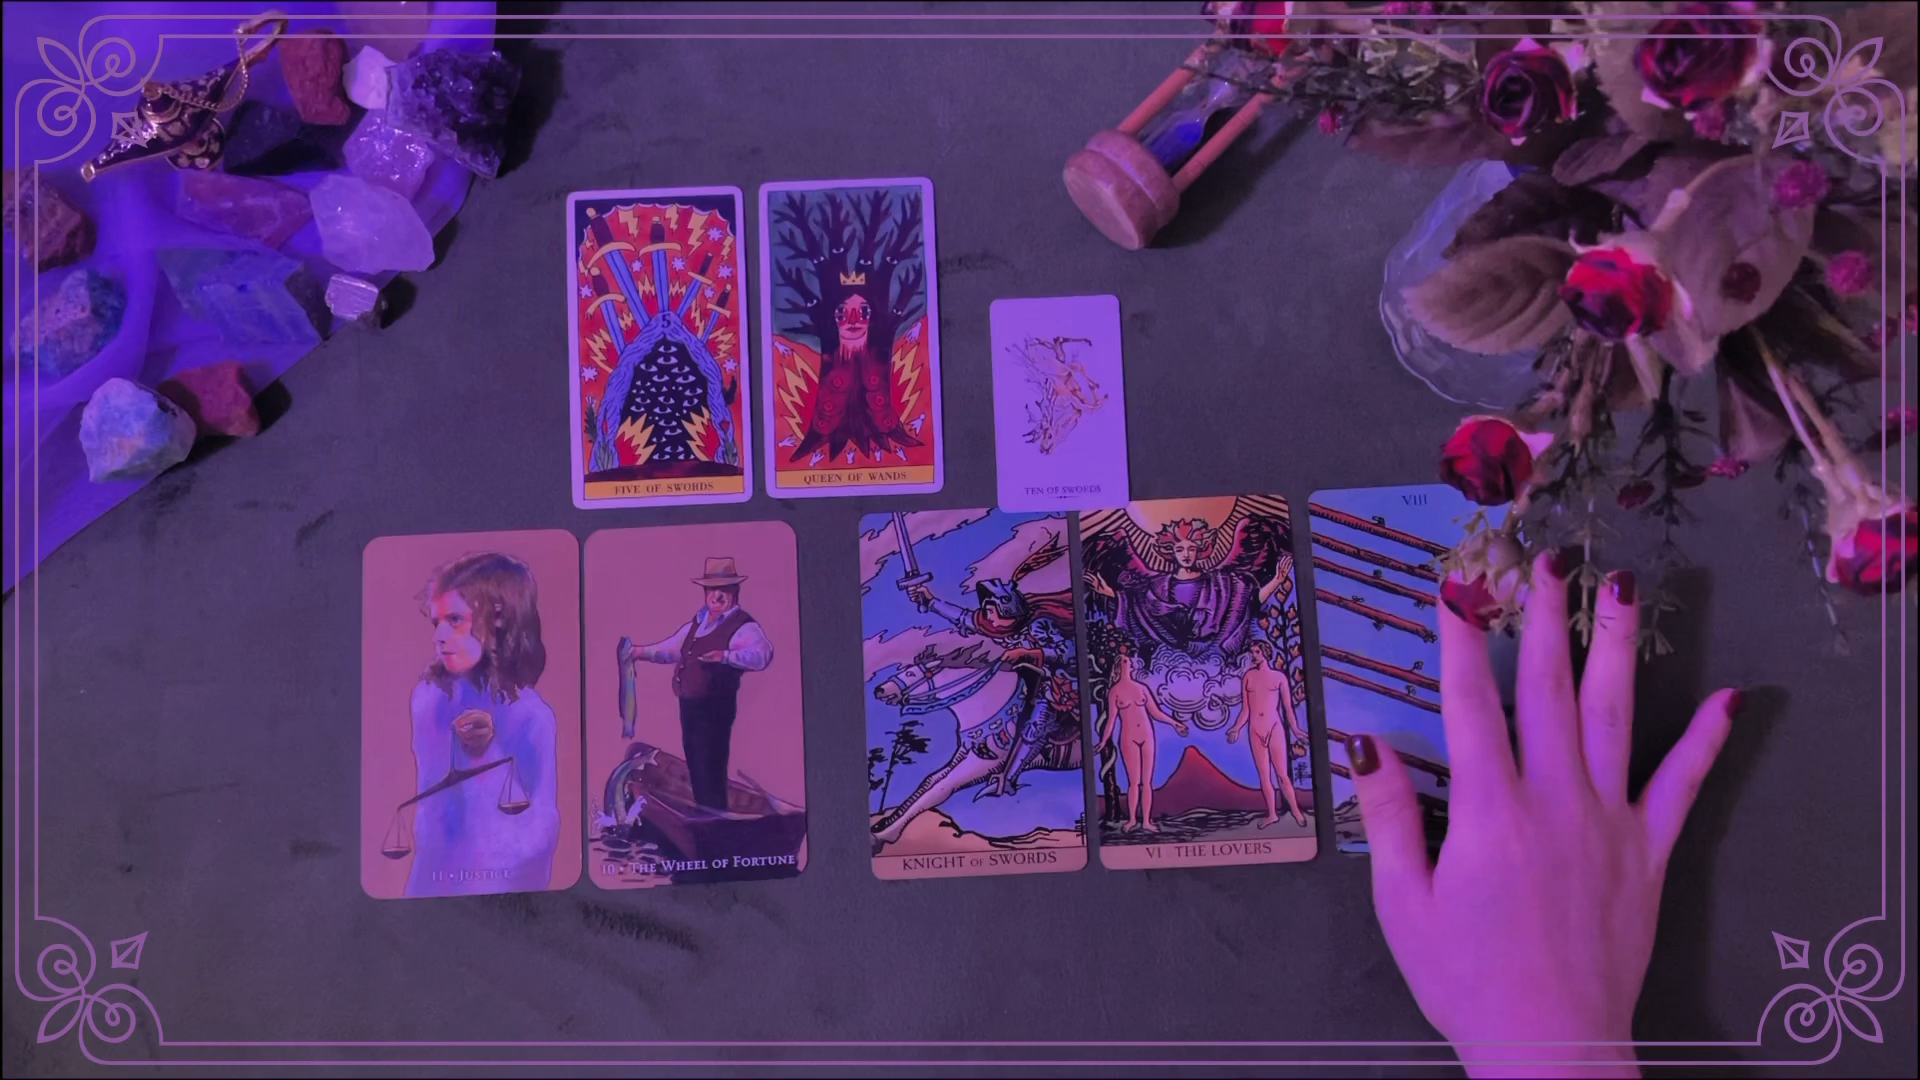 5
FIVE OF SWORDS
QUEEN OF WANDS
TEN OF SWORDS
VIII
11 • JUSTICE
10 • THE WHEEL OF FORTUNE
KNIGHT OF SWORDS
VI THE LOVERS